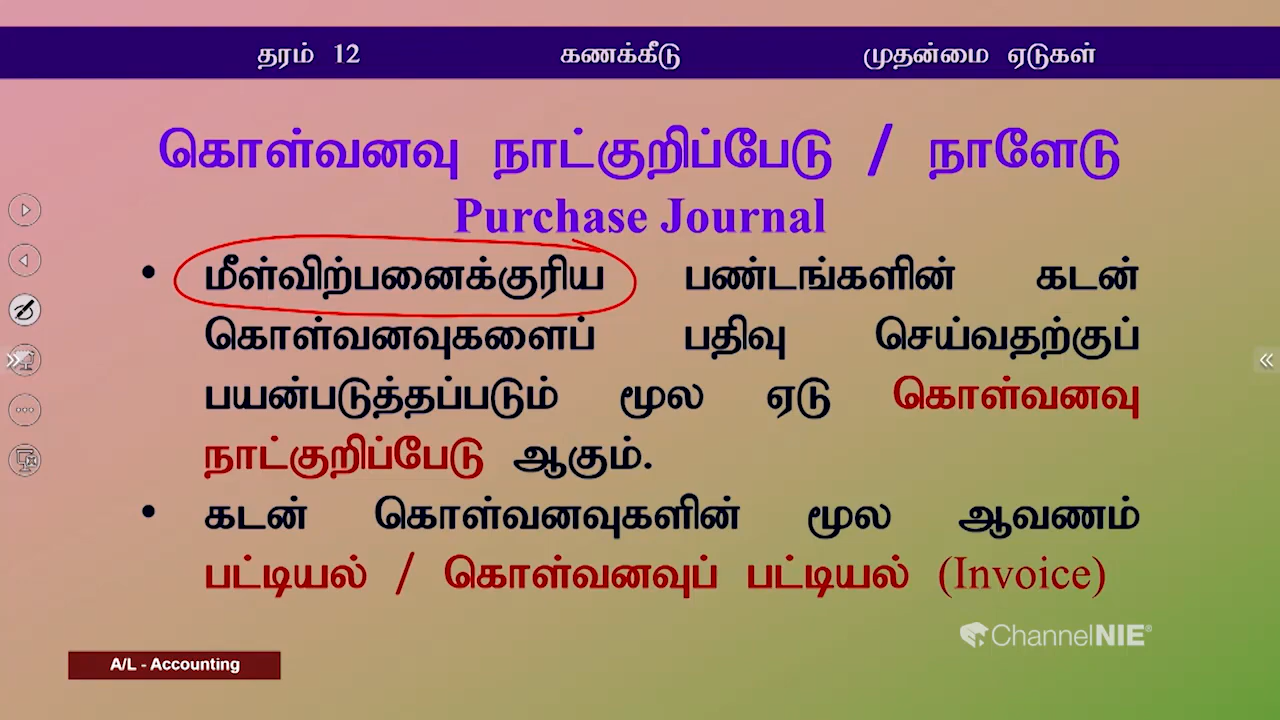 தரம் 12 கணக்கீடு முதன்மை ஏடுகள்
கொள்வனவு நாட்குறிப்பேடு / நாளேடு
Purchase Journal
• மீள்விற்பனைக்குரிய பண்டங்களின் கடன்
கொள்வனவுகளைப் பதிவு செய்வதற்குப்
பயன்படுத்தப்படும் மூல ஏடு கொள்வனவு
நாட்குறிப்பேடு ஆகும்.
• கடன் கொள்வனவுகளின் மூல ஆவணம்
பட்டியல் / கொள்வனவுப் பட்டியல் (Invoice)
ChannelNIE®
A/L - Accounting